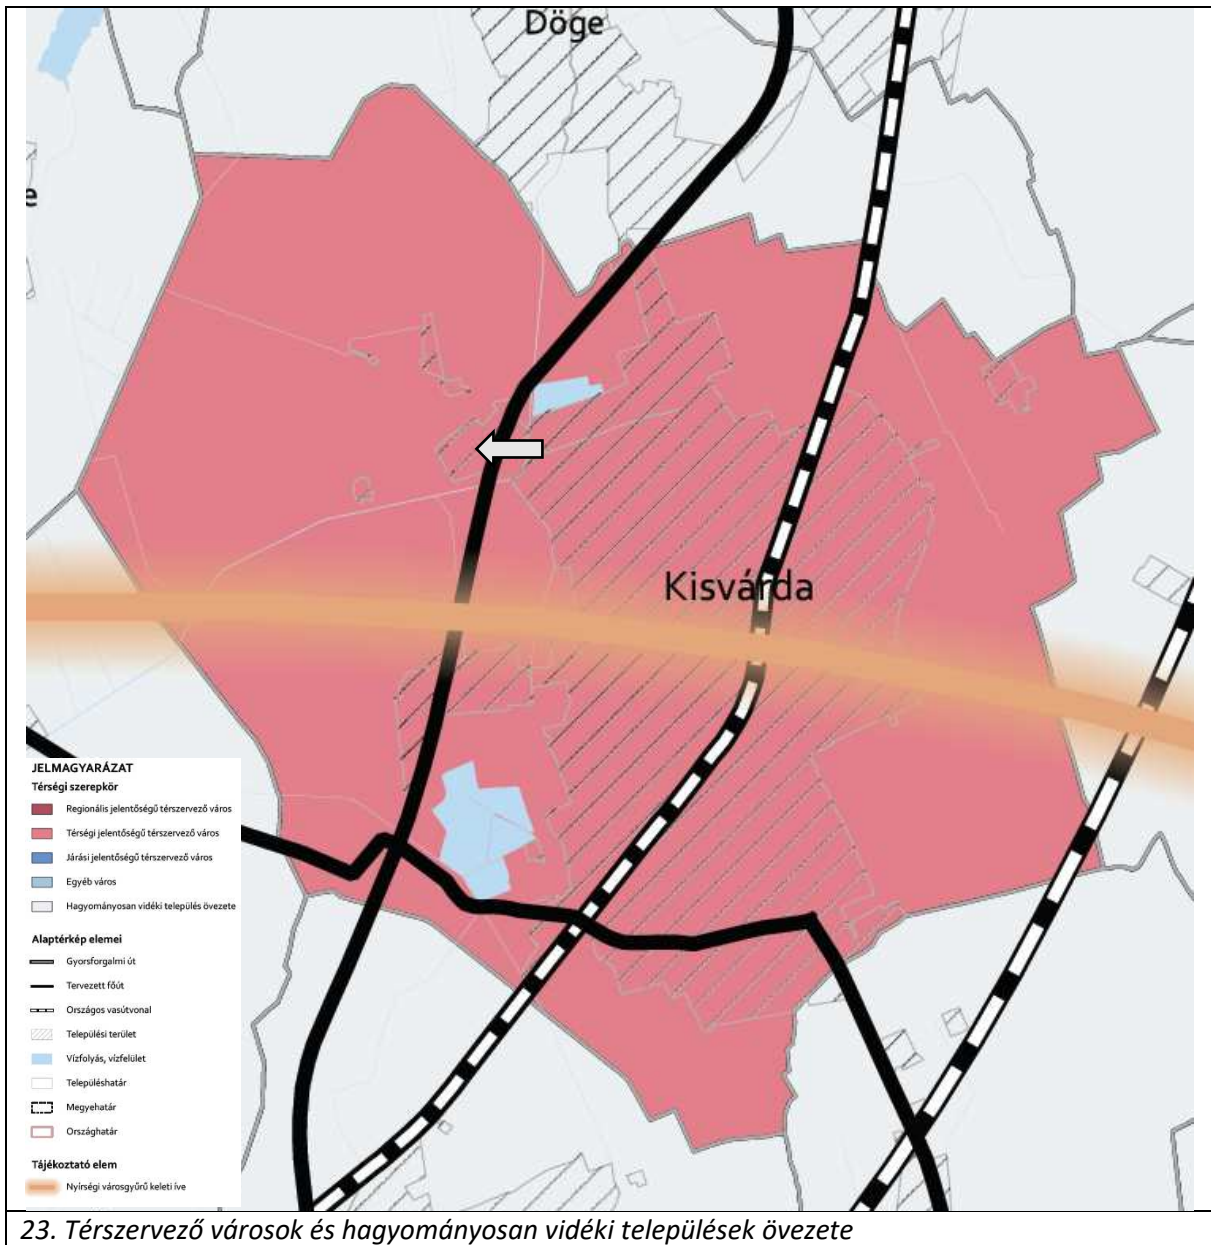 Döge
e
Kisvárda
JELMAGYARÁZAT
Térségi szerepkör
Regionális jelentőségű térszervező város
Térségi jelentőségű térszervező város
Járási jelentőségű térszervező város
Egyéb város
Hagyományosan vidéki település övezete
Alaptérkép elemei
Gyorsforgalmi út
Tervezett főút
Országos vasútvonal
Települési terület
Vízfolyás, vízfelület
Településhatár
Megyehatár
Országhatár
Tájékoztató elem
Nyírségi városgyűrű keleti íve
23. Térszervező városok és hagyományosan vidéki települések övezete